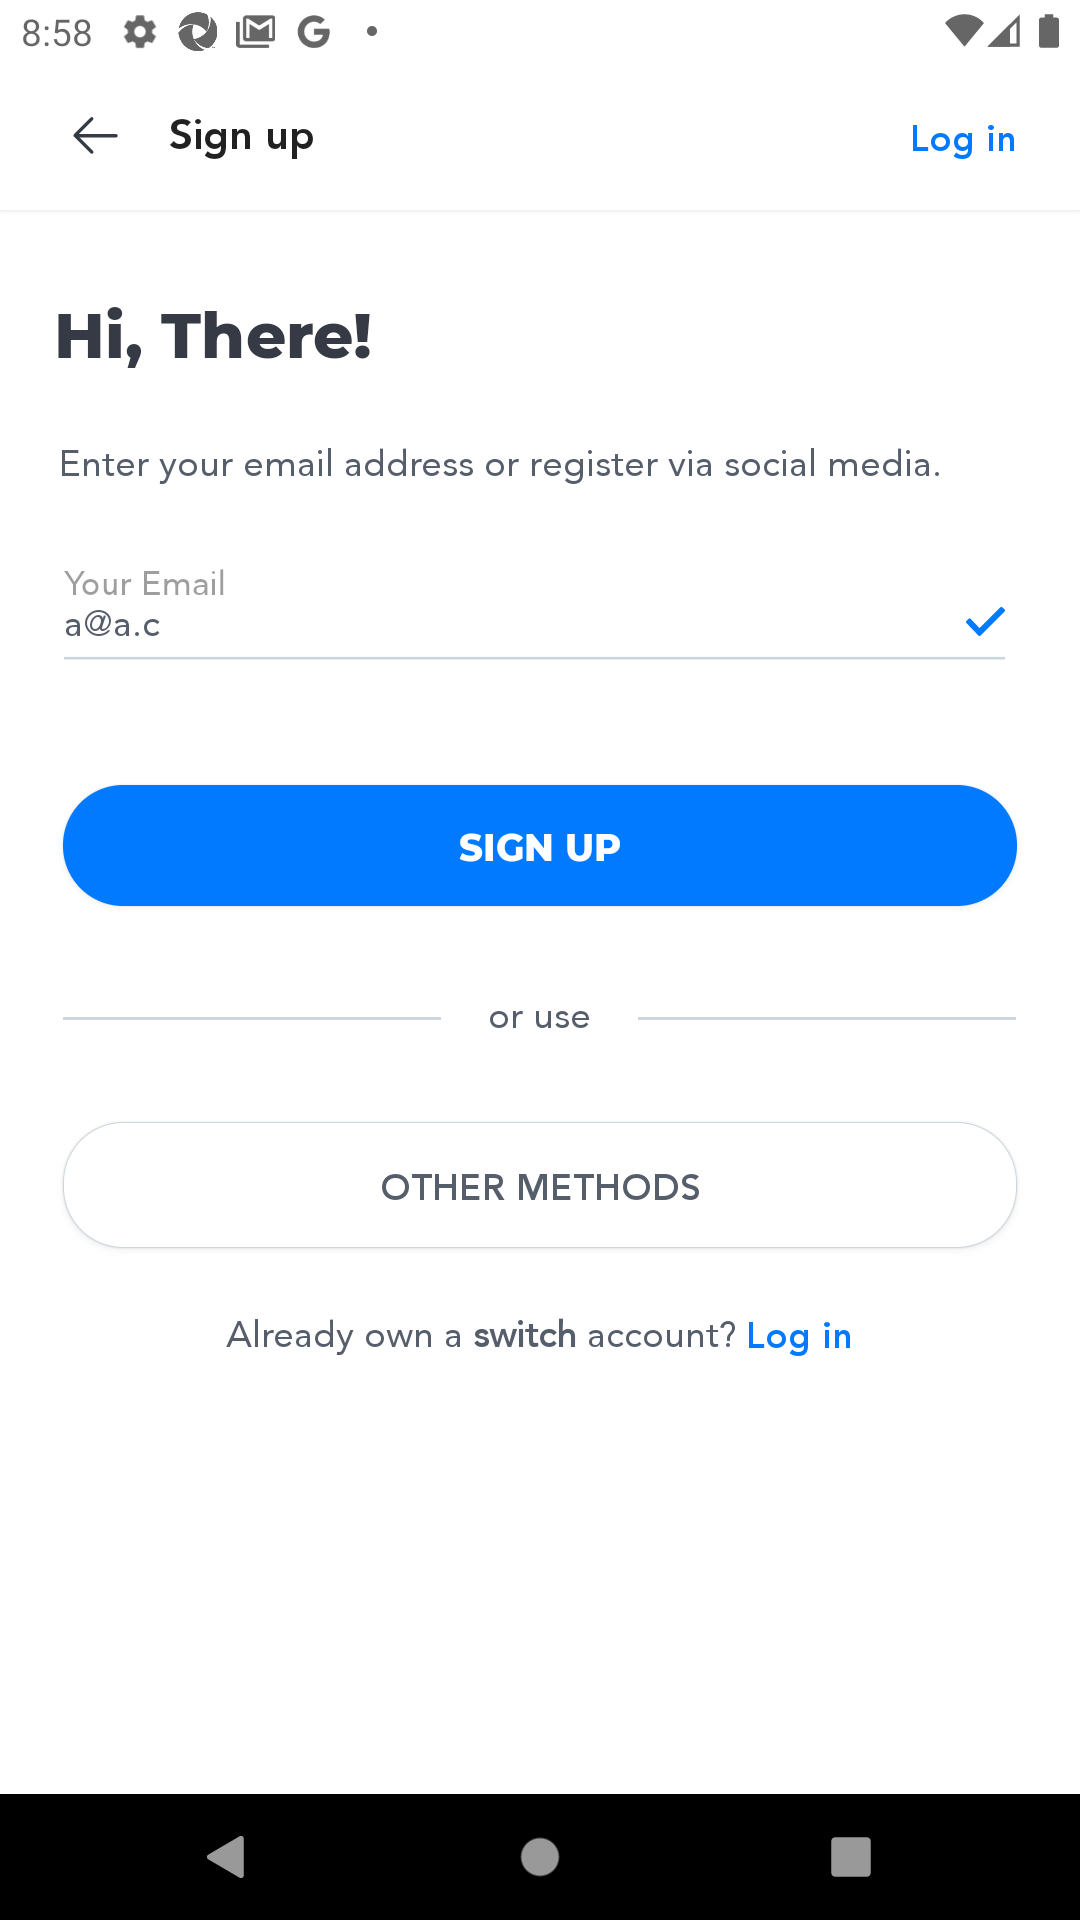 8:58
Sign up
Log in
Hi, There!
Enter your email address or register via social media.
Your Email
a@a.c
SIGN UP
or use
OTHER METHODS
Already own a switch account? Log in